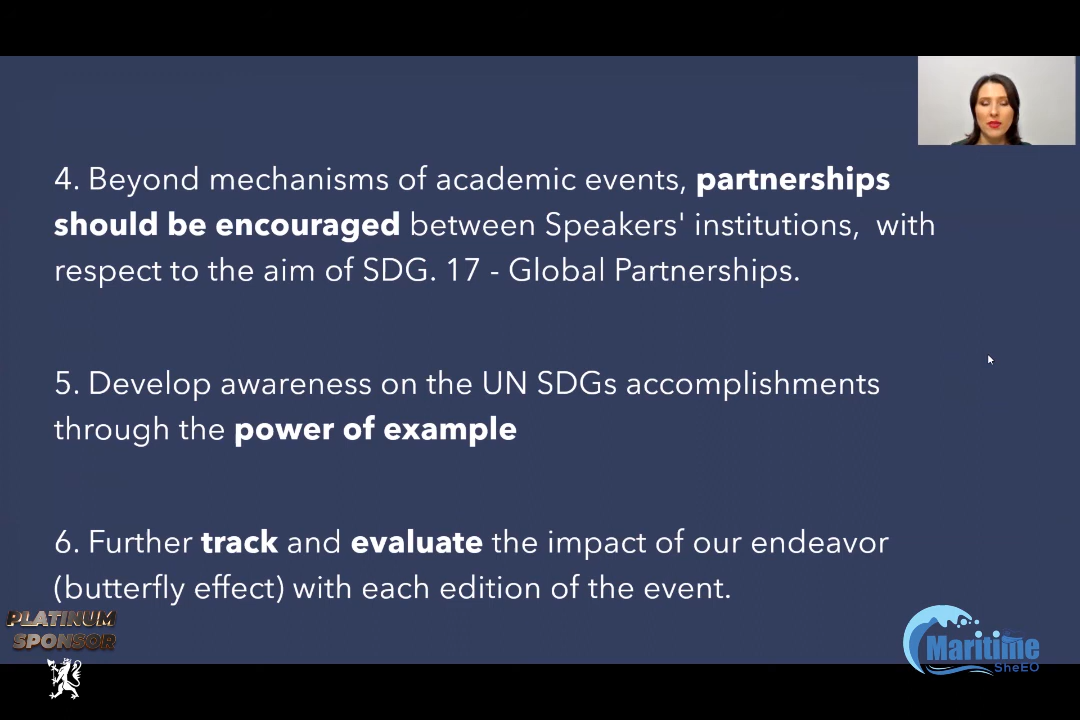 4. Beyond mechanisms of academic events, partnerships
should be encouraged between Speakers' institutions,  with
respect to the aim of SDG. 17 - Global Partnerships.
5. Develop awareness on the UN SDGs accomplishments
through the power of example
6. Further track and evaluate the impact of our endeavor
(butterfly effect) with each edition of the event.
PLATINUM
SPONSOR
Maritime
SheEO